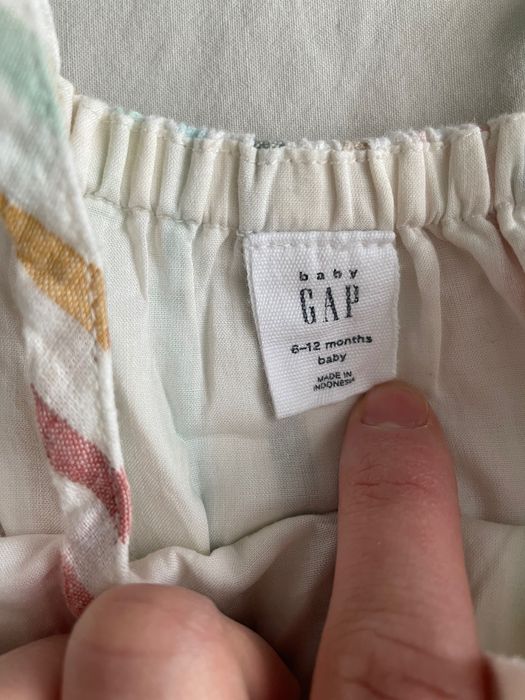 baby
GAP
6-12 months
baby
MADE IN
INDONESIA